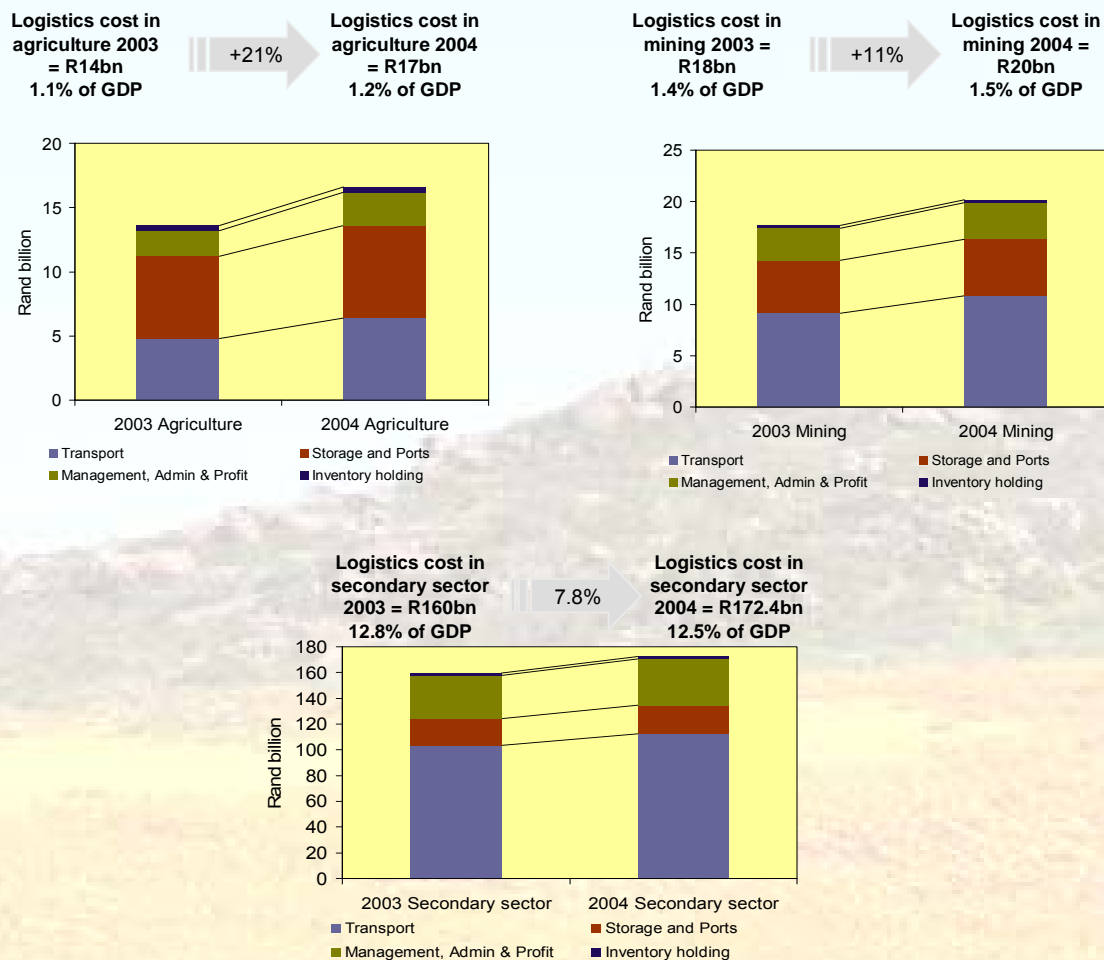 Logistics cost in
agriculture 2003
= R14bn
1.1% of GDP
+21%
Logistics cost in
agriculture 2004
= R17bn
1.2% of GDP
Logistics cost in
mining 2003 =
R18bn
1.4% of GDP
+11%
Logistics cost in
mining 2004 =
R20bn
1.5% of GDP
20
15
10
5
0
Rand billion
2003 Agriculture
2004 Agriculture
Transport
Storage and Ports
Management, Admin & Profit
Inventory holding
25
20
15
10
5
0
Rand billion
2003 Mining
2004 Mining
Transport
Storage and Ports
Management, Admin & Profit
Inventory holding
Logistics cost in
secondary sector
2003 = R160bn
12.8% of GDP
7.8%
Logistics cost in
secondary sector
2004 = R172.4bn
12.5% of GDP
180
160
140
120
100
80
60
40
20
0
Rand billion
2003 Secondary sector
2004 Secondary sector
Transport
Storage and Ports
Management, Admin & Profit
Inventory holding